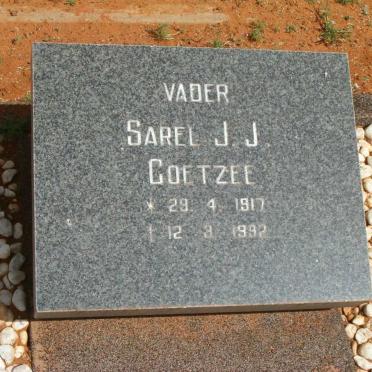 VADER
SAREL J. J.
COETZEE
* 29. 4. 1917
† 12. 3. 1992